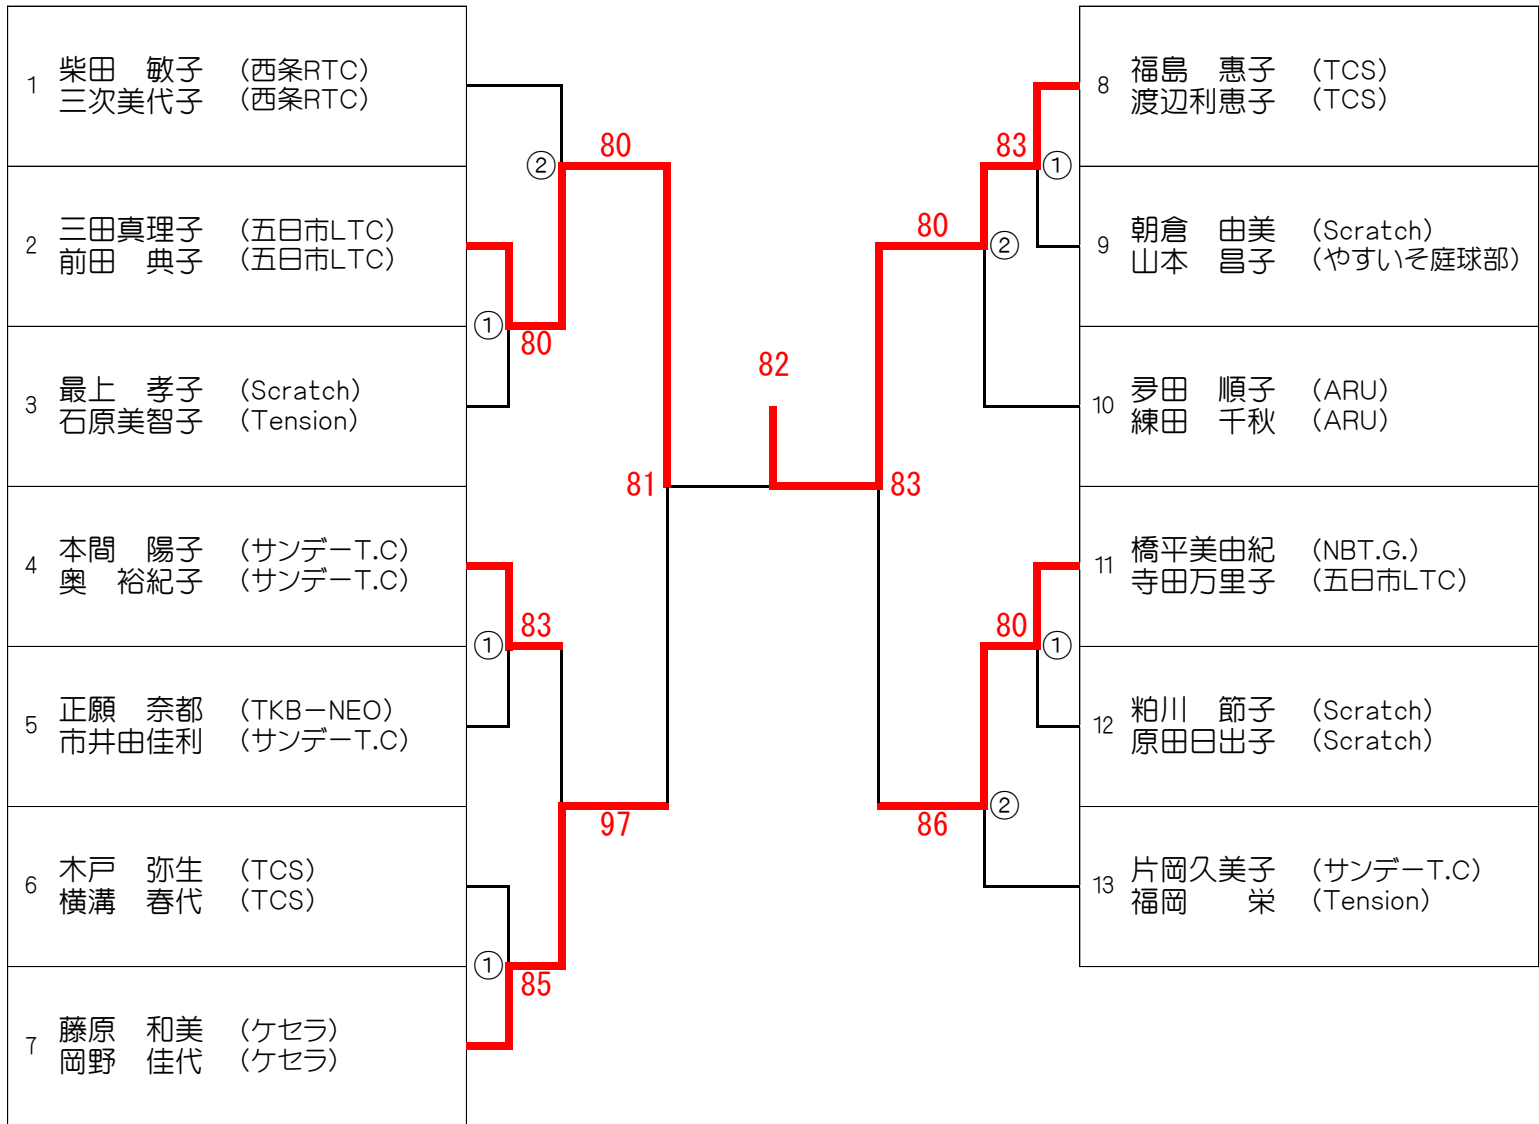 1 柴田　敏子 (西条RTC)
三次美代子 (西条RTC)
2 三田真理子 (五日市LTC)
前田　典子 (五日市LTC)
3 最上　孝子 (Scratch)
石原美智子 (Tension)
4 本間　陽子 (サンデーT.C)
奥　裕紀子 (サンデーT.C)
5 正願　奈都 (TKB－NEO)
市井由佳利 (サンデーT.C)
6 木戸　弥生 (TCS)
横溝　春代 (TCS)
7 藤原　和美 (ケセラ)
岡野　佳代 (ケセラ)
② 80
① 80
① 83
97
① 85
81
82
83
83 ①
80 ②
80 ①
86 ②
8 福島　恵子 (TCS)
渡辺利恵子 (TCS)
9 朝倉　由美 (Scratch)
山本　昌子 (やすいそ庭球部)
10 田　順子 (ARU)
練田　千秋 (ARU)
11 橋平美由紀 (NBT.G.)
寺田万里子 (五日市LTC)
12 粕川　節子 (Scratch)
原田日出子 (Scratch)
13 片岡久美子 (サンデーT.C)
福岡　　栄 (Tension)